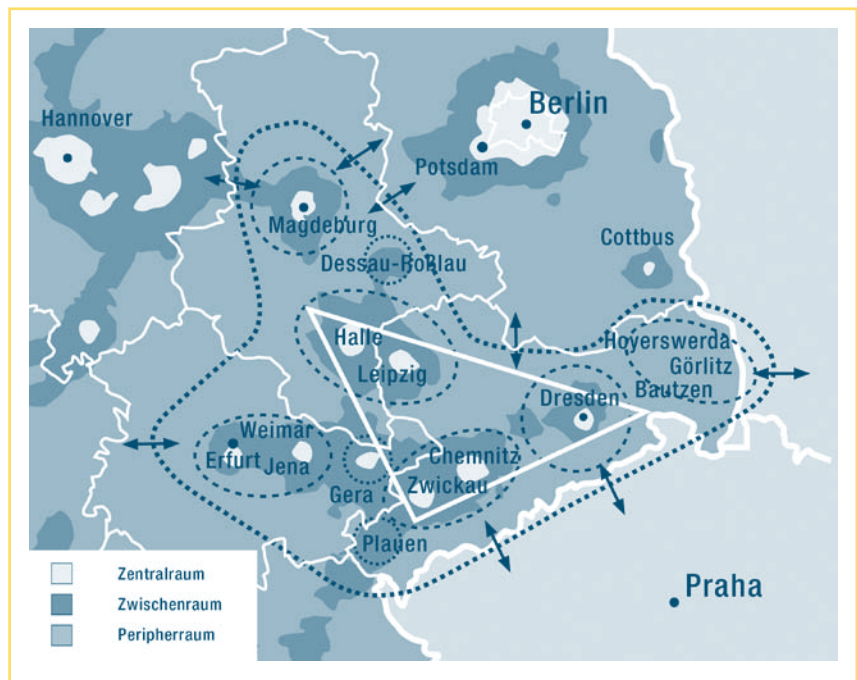 Hannover
Berlin
Potsdam
Magdeburg
Cottbus
Dessau-Roßlau
Halle
Leipzig
Hoyerswerda
Görlitz
Bautzen
Dresden
Weimar
Erfurt
Jena
Gera
Chemnitz
Zwickau
Plauen
Praha
Zentralraum
Zwischenraum
Peripherraum